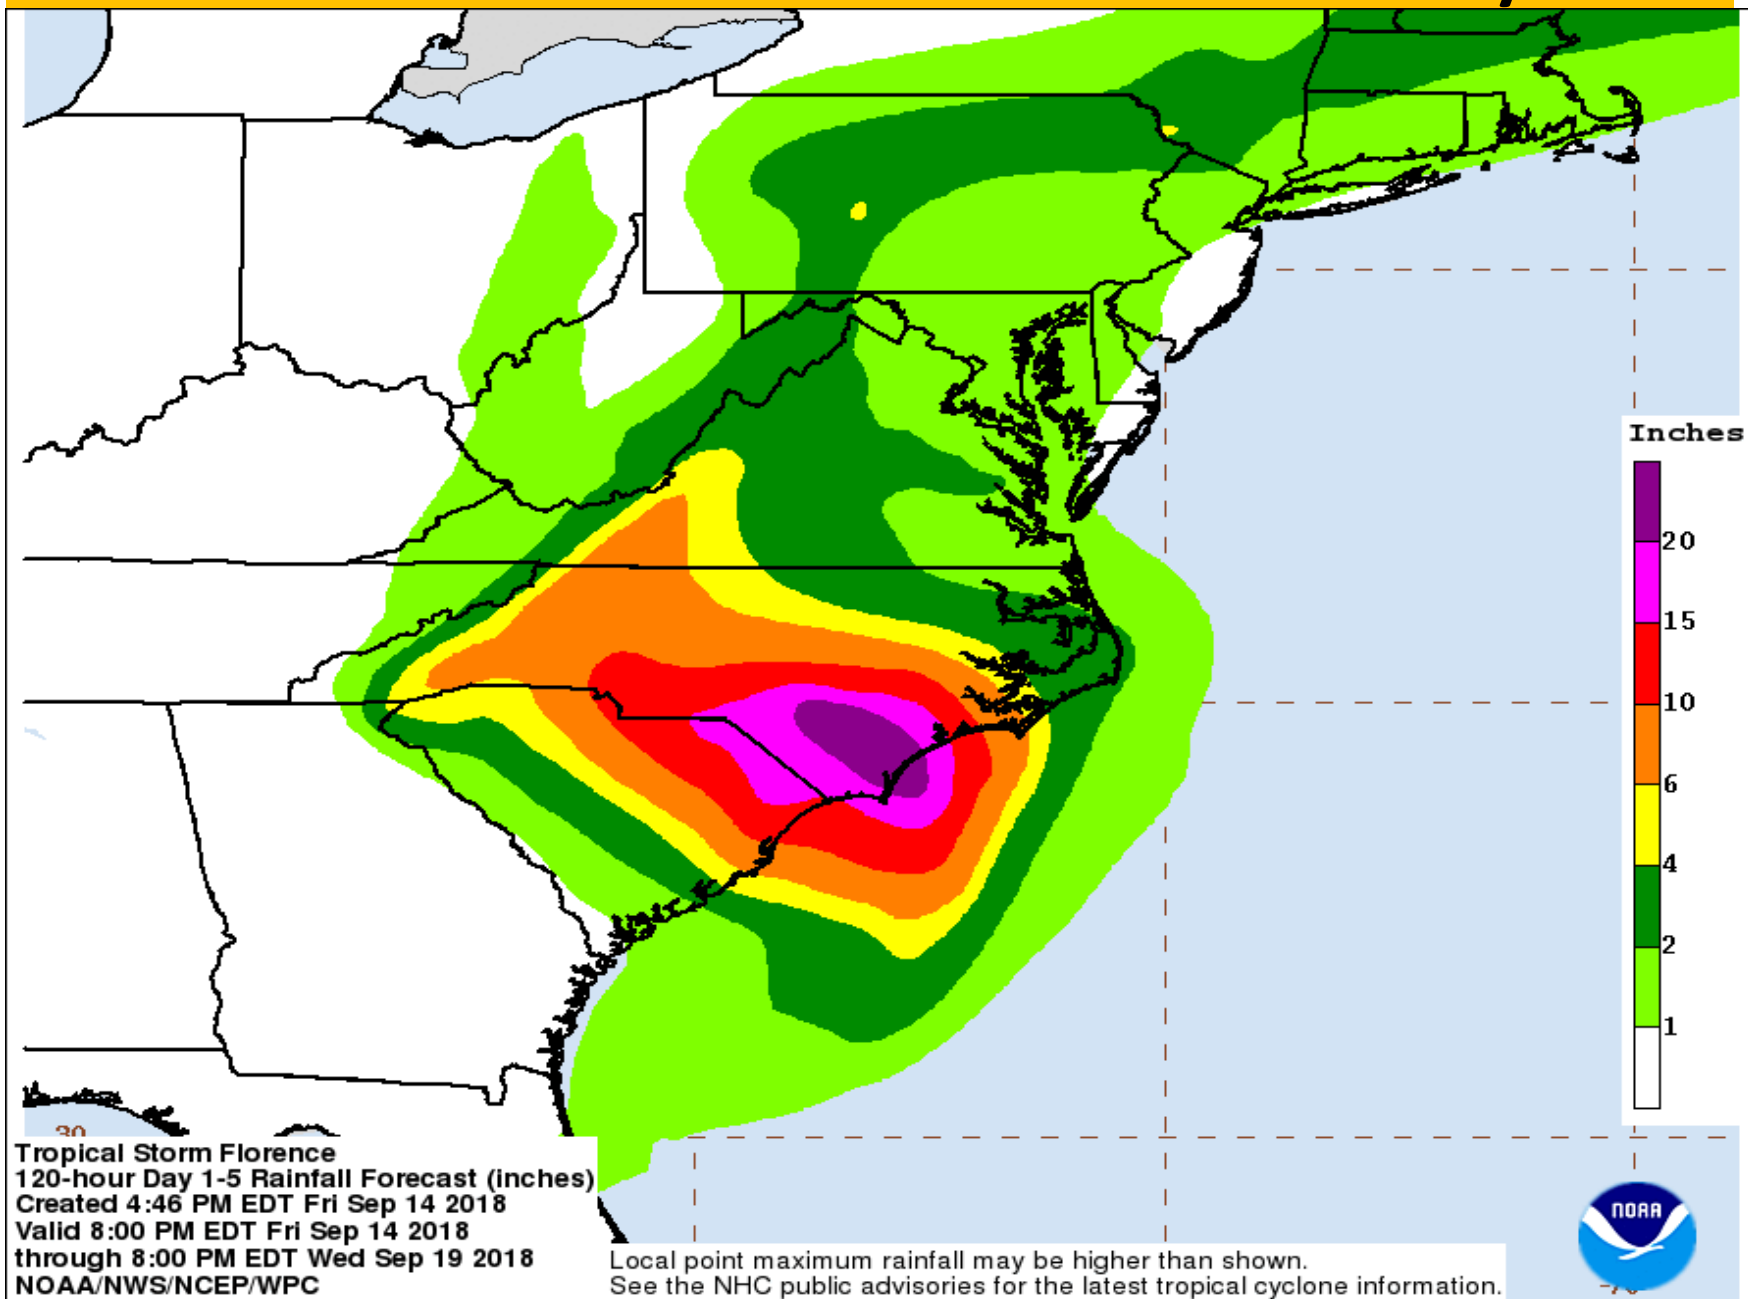 Inches
20
15
10
6
4
2
1
30
Tropical Storm Florence
120-hour Day 1-5 Rainfall Forecast (inches)
Created 4:46 PM EDT Fri Sep 14 2018
Valid 8:00 PM EDT Fri Sep 14 2018
through 8:00 PM EDT Wed Sep 19 2018
NOAA/NWS/NCEP/WPC
Local point maximum rainfall may be higher than shown.
See the NHC public advisories for the latest tropical cyclone information.
NOAA